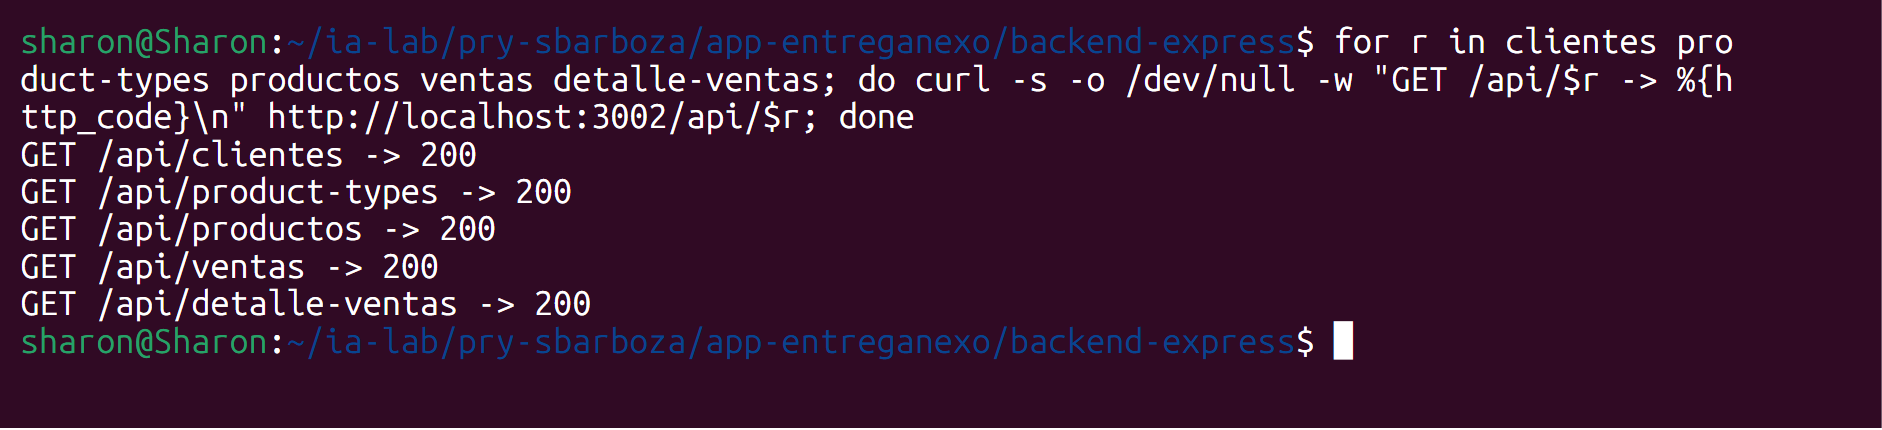 sharon@Sharon:~/ia-lab/pry-sbarboza/app-entreganexo/backend-express$ for r in clientes pro
duct-types productos ventas detalle-ventas; do curl -s -o /dev/null -w "GET /api/$r -> %{h
ttp_code}\n" http://localhost:3002/api/$r; done
GET /api/clientes -> 200
GET /api/product-types -> 200
GET /api/productos -> 200
GET /api/ventas -> 200
GET /api/detalle-ventas -> 200
sharon@Sharon:~/ia-lab/pry-sbarboza/app-entreganexo/backend-express$